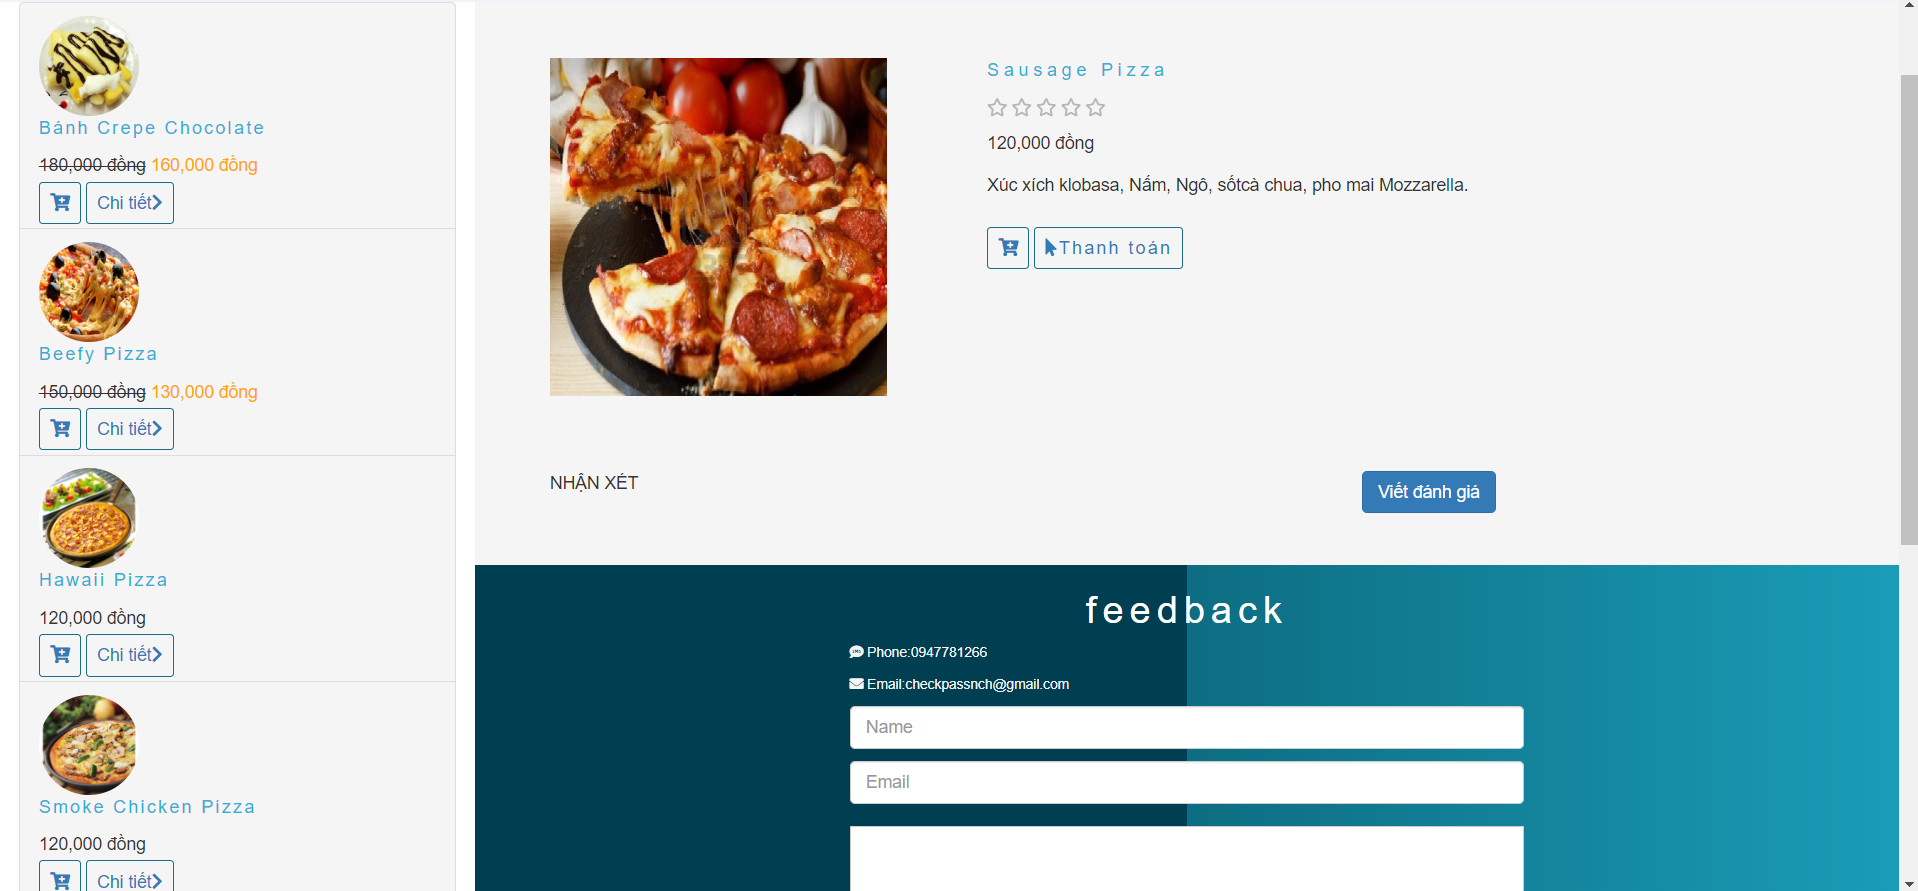 Bánh Crepe Chocolate
180,000 đồng 160,000 đồng
Chi tiết
Beefy Pizza
150,000 đồng 130,000 đồng
Chi tiết
Hawaii Pizza
120,000 đồng
Chi tiết
Smoke Chicken Pizza
120,000 đồng
Chi tiết
Sausage Pizza
120,000 đồng
Xúc xích klobasa, Nấm, Ngô, sốtcà chua, pho mai Mozzarella.
Thanh toán
NHẬN XÉT
Viết đánh giá
feedback
Phone:0947781266
Email:checkpassnch@gmail.com
Name
Email